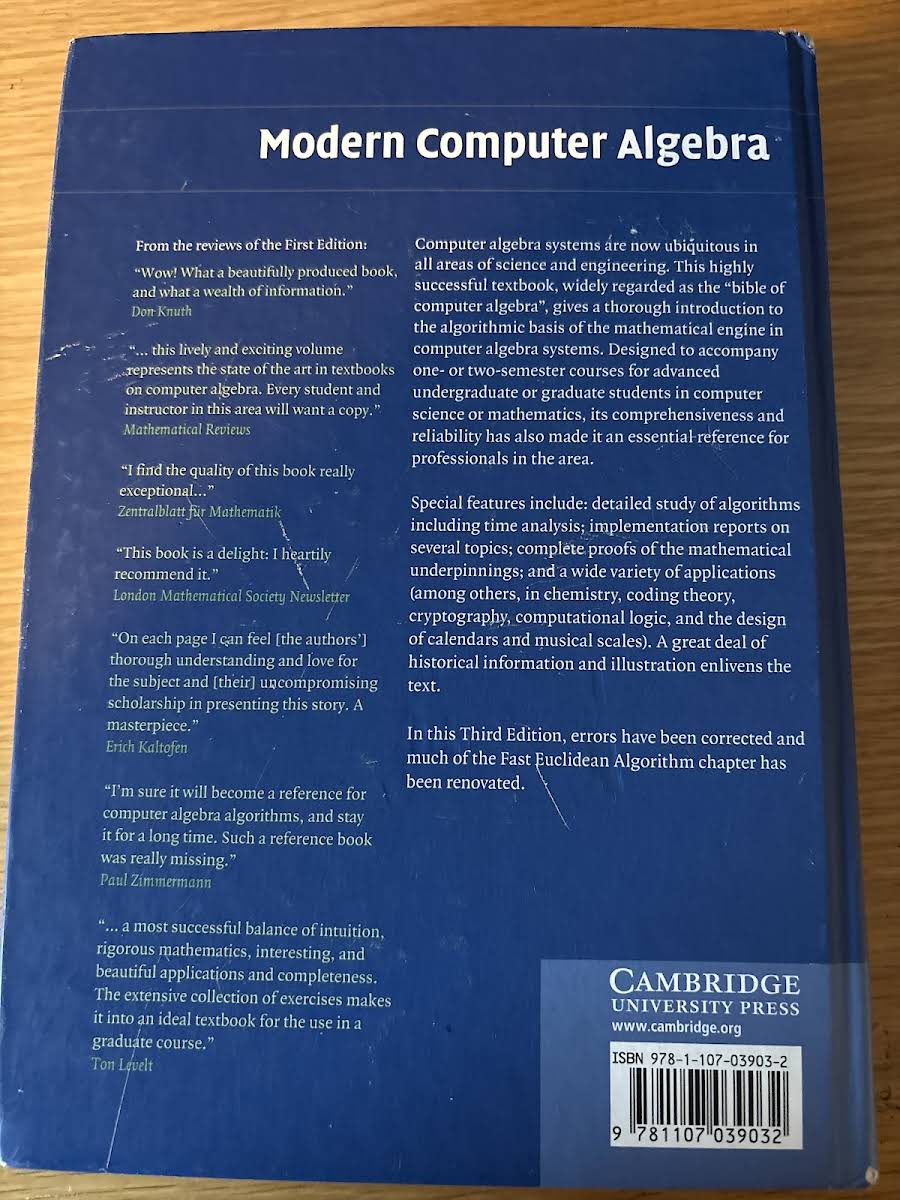 Modern Computer Algebra
From the reviews of the First Edition:
“Wow! What a beautifully produced book,
and what a wealth of information.”
Don Knuth
“... this lively and exciting volume
represents the state of the art in textbooks
on computer algebra. Every student and
instructor in this area will want a copy.”
Mathematical Reviews
“I find the quality of this book really
exceptional...”
Zentralblatt für Mathematik
“This book is a delight: I heartily
recommend it.”
London Mathematical Society Newsletter
“On each page I can feel [the authors’]
thorough understanding and love for
the subject and [their] uncompromising
scholarship in presenting this story. A
masterpiece.”
Erich Kaltofen
“I’m sure it will become a reference for
computer algebra algorithms, and stay
it for a long time. Such a reference book
was really missing.”
Paul Zimmermann
“... a most successful balance of intuition,
rigorous mathematics, interesting, and
beautiful applications and completeness.
The extensive collection of exercises makes
it into an ideal textbook for the use in a
graduate course.”
Ton Levelt
Computer algebra systems are now ubiquitous in
all areas of science and engineering. This highly
successful textbook, widely regarded as the “bible of
computer algebra”, gives a thorough introduction to
the algorithmic basis of the mathematical engine in
computer algebra systems. Designed to accompany
one- or two-semester courses for advanced
undergraduate or graduate students in computer
science or mathematics, its comprehensiveness and
reliability has also made it an essential reference for
professionals in the area.
Special features include: detailed study of algorithms
including time analysis; implementation reports on
several topics; complete proofs of the mathematical
underpinnings; and a wide variety of applications
(among others, in chemistry, coding theory,
cryptography, computational logic, and the design
of calendars and musical scales). A great deal of
historical information and illustration enlivens the
text.
In this Third Edition, errors have been corrected and
much of the Fast Euclidean Algorithm chapter has
been renovated.
CAMBRIDGE
UNIVERSITY PRESS
www.cambridge.org
ISBN 978-1-107-03903-2
9 781107 039032